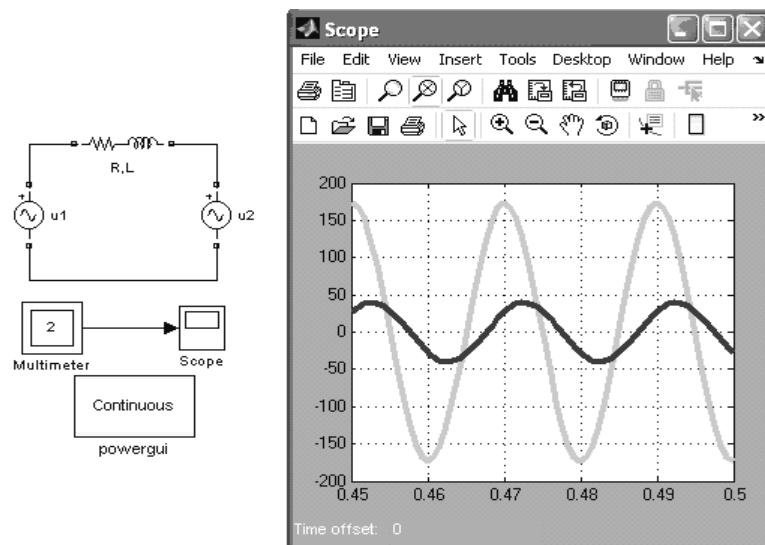 R,L
+
u1
+
u2
2
Multimeter
Scope
Continuous
powergui
Scope
File Edit View Insert Tools Desktop Window Help
200
150
100
50
0
-50
-100
-150
-200
0.45 0.46 0.47 0.48 0.49 0.5
Time offset: 0